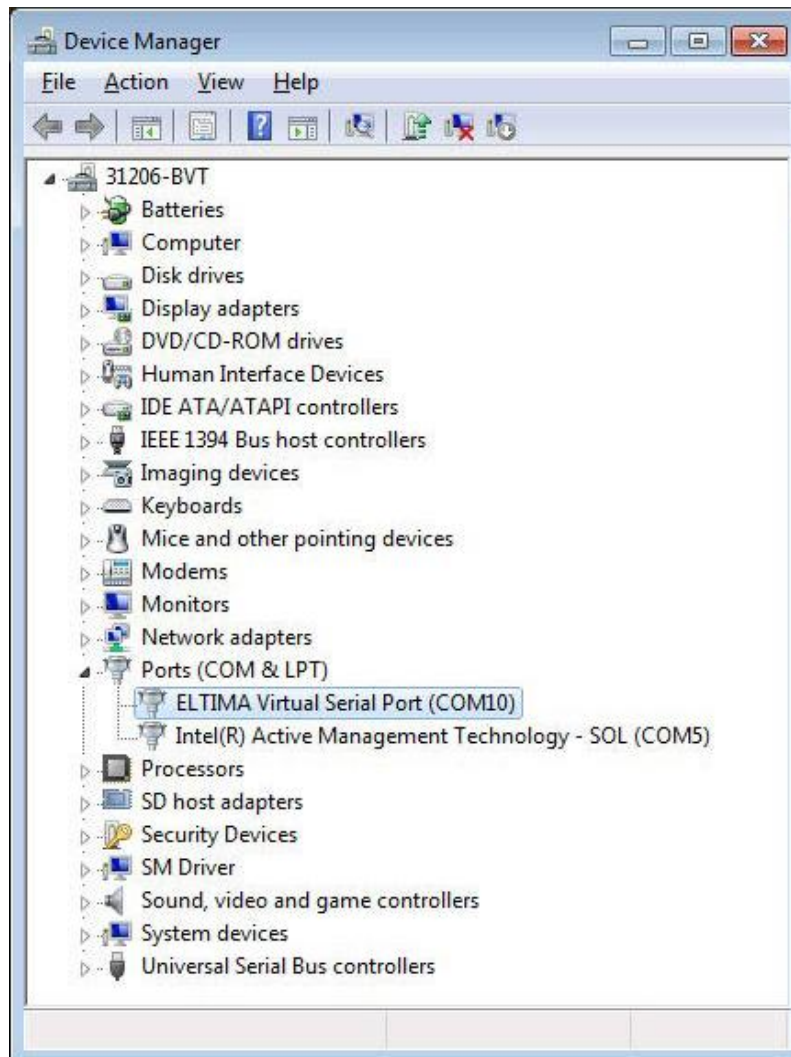 Device Manager
File Action View Help
31206-BVT
Batteries
Computer
Disk drives
Display adapters
DVD/CD-ROM drives
Human Interface Devices
IDE ATA/ATAPI controllers
IEEE 1394 Bus host controllers
Imaging devices
Keyboards
Mice and other pointing devices
Modems
Monitors
Network adapters
Ports (COM & LPT)
ELTIMA Virtual Serial Port (COM10)
Intel(R) Active Management Technology - SOL (COM5)
Processors
SD host adapters
Security Devices
SM Driver
Sound, video and game controllers
System devices
Universal Serial Bus controllers